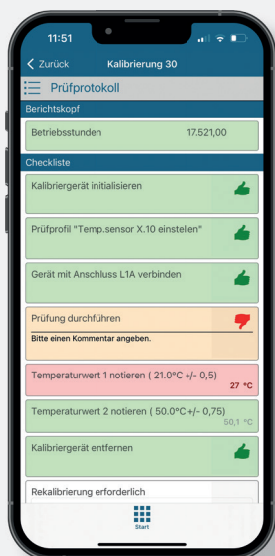 11:51
Zurück Kalibrierung 30
Prüfprotokoll
Berichtskopf
Betriebsstunden 17.521,00
Checkliste
Kalibriergerät initialisieren
Prüfprofil "Temp.sensor X.10 einstelen"
Gerät mit Anschluss L1A verbinden
Prüfung durchführen
Bitte einen Kommentar angeben.
Temperaturwert 1 notieren ( 21.0°C +/- 0,5)
27 °C
Temperaturwert 2 notieren ( 50.0°C+/- 0,75)
50,1 °C
Kalibriergerät entfernen
Rekalibrierung erforderlich
Start